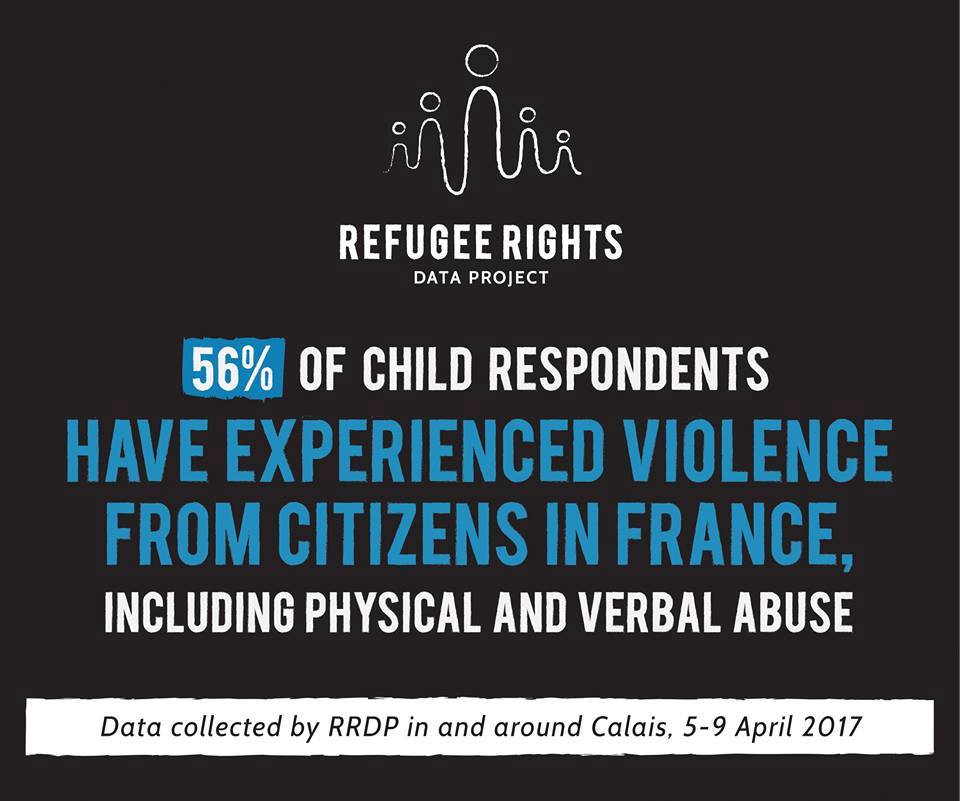 REFUGEE RIGHTS
DATA PROJECT
56% OF CHILD RESPONDENTS
HAVE EXPERIENCED VIOLENCE
FROM CITIZENS IN FRANCE,
INCLUDING PHYSICAL AND VERBAL ABUSE
Data collected by RRDP in and around Calais, 5-9 April 2017